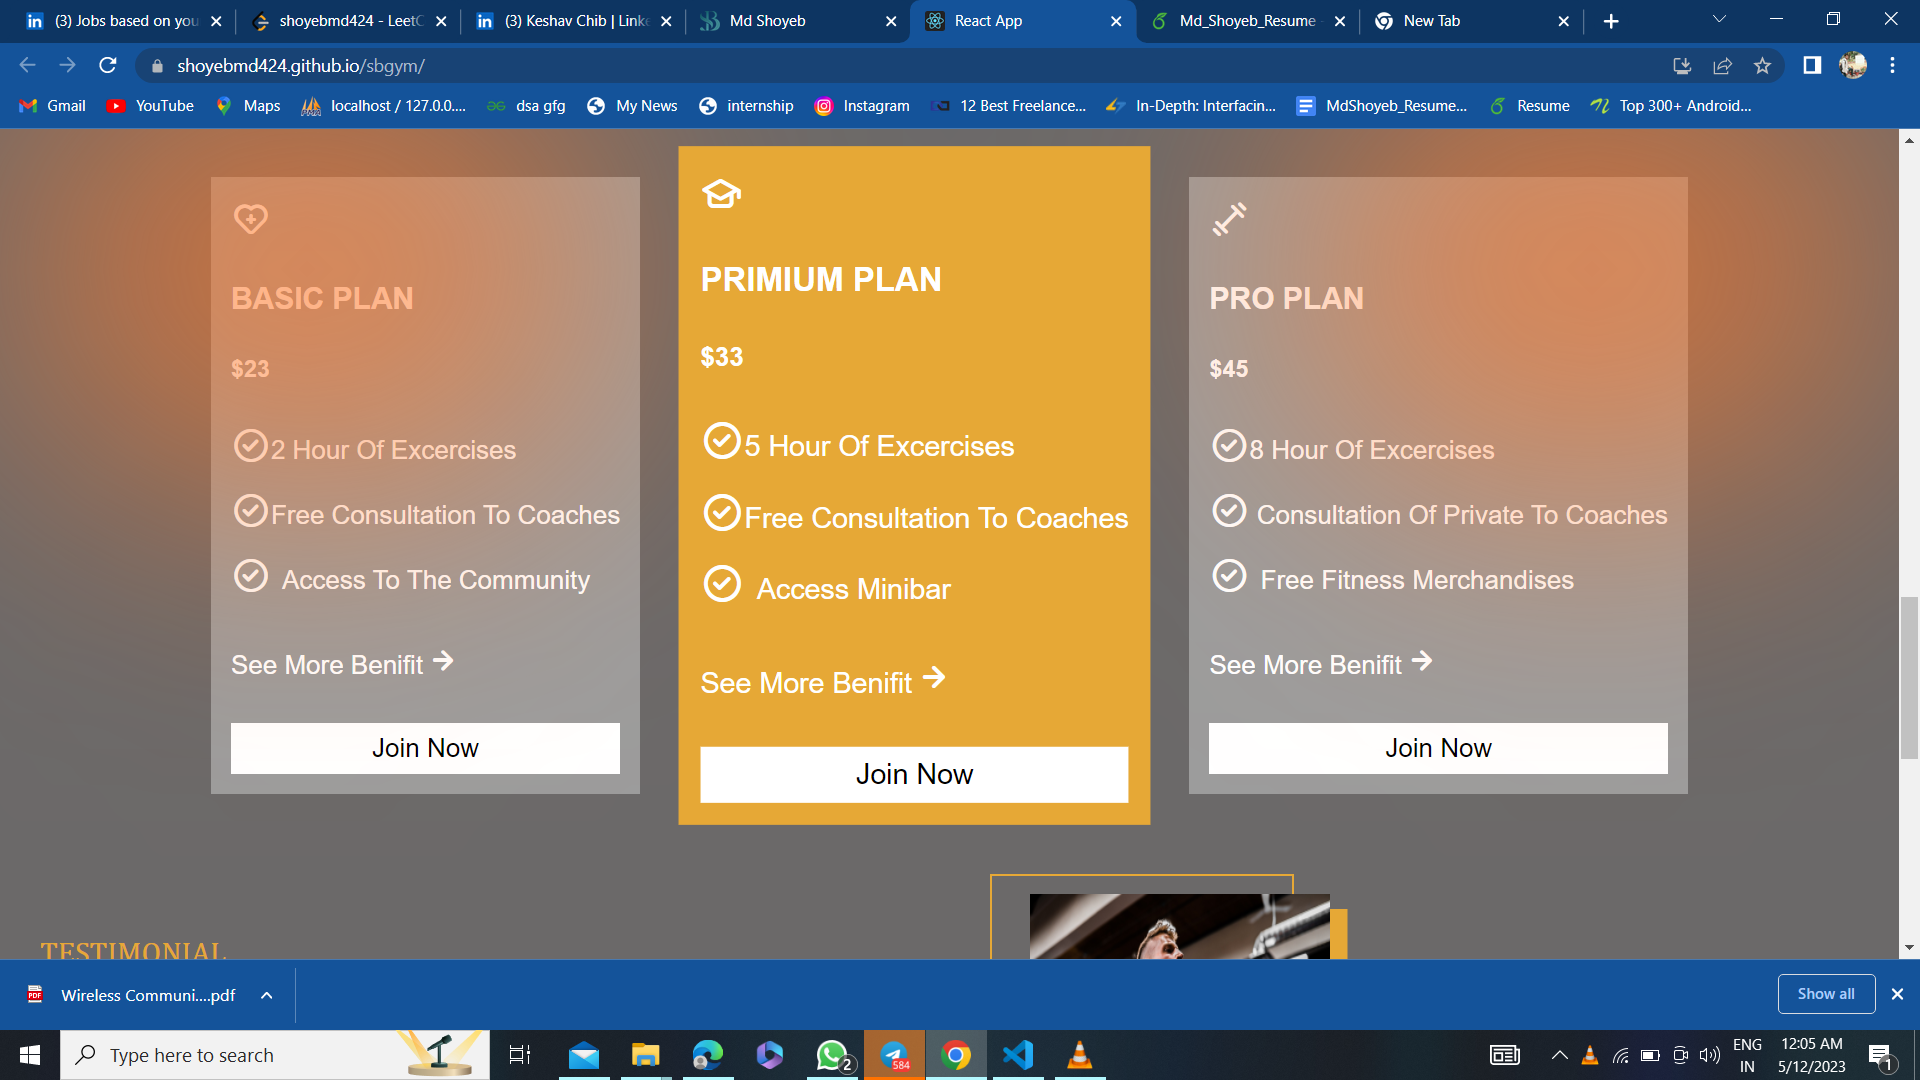 (3) Jobs based on you
shoyebmd424 - LeetC
(3) Keshav Chib | Linke
Md Shoyeb
React App
Md_Shoyeb_Resume -
New Tab
shoyebmd424.github.io/sbgym/
Gmail
YouTube
Maps
localhost / 127.0.0....
dsa gfg
My News
internship
Instagram
12 Best Freelance...
In-Depth: Interfacin...
MdShoyeb_Resume...
Resume
Top 300+ Android...
BASIC PLAN
$23
2 Hour Of Excercises
Free Consultation To Coaches
Access To The Community
See More Benifit
Join Now
PRIMIUM PLAN
$33
5 Hour Of Excercises
Free Consultation To Coaches
Access Minibar
See More Benifit
Join Now
PRO PLAN
$45
8 Hour Of Excercises
Consultation Of Private To Coaches
Free Fitness Merchandises
See More Benifit
Join Now
TESTIMONIAL
PDF
Wireless Communi....pdf
Show all
Type here to search
2
584
ENG
IN
12:05 AM
5/12/2023
1